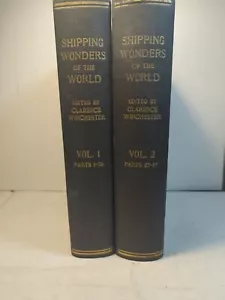 SHIPPING
WONDERS
OF THE
WORLD
EDITED BY
CLARENCE
WINCHESTER
VOL. 1
PARTS
SHIPPING
WONDERS
OF THE
WORLD
EDITED BY
CLARENCE
WINCHESTER
VOL. 2
PARTS